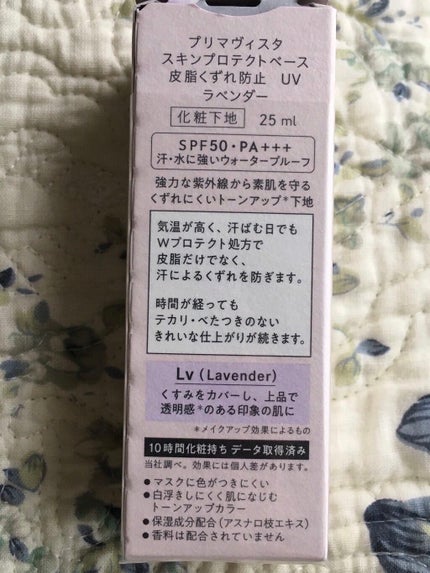 プリマヴィスタ
スキンプロテクトベース
皮脂くずれ防止 UV
ラベンダー
化粧下地 25 ml
SPF50・PA+++
汗・水に強いウォータープルーフ
強力な紫外線から素肌を守る
くずれにくいトーンアップ*下地
気温が高く、汗ばむ日でも
Wプロテクト処方で
皮脂だけでなく、
汗によるくずれを防ぎます。
時間が経っても
テカリ・べたつきのない
きれいな仕上がりが続きます。
Lv (Lavender)
くすみをカバーし、上品で
透明感*のある印象の肌に
*メイクアップ効果によるもの
10時間化粧持ち データ取得済み
当社調べ。効果には個人差があります。
●マスクに色がつきにくい
●白浮きしにくく肌になじむ
トーンアップカラー
●保湿成分配合(アスナロ枝エキス)
●香料は配合されていません